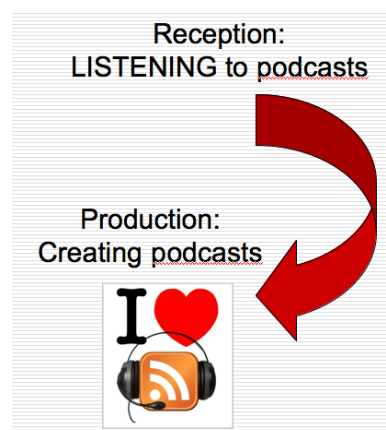 Reception:
LISTENING to podcasts
Production:
Creating podcasts
I